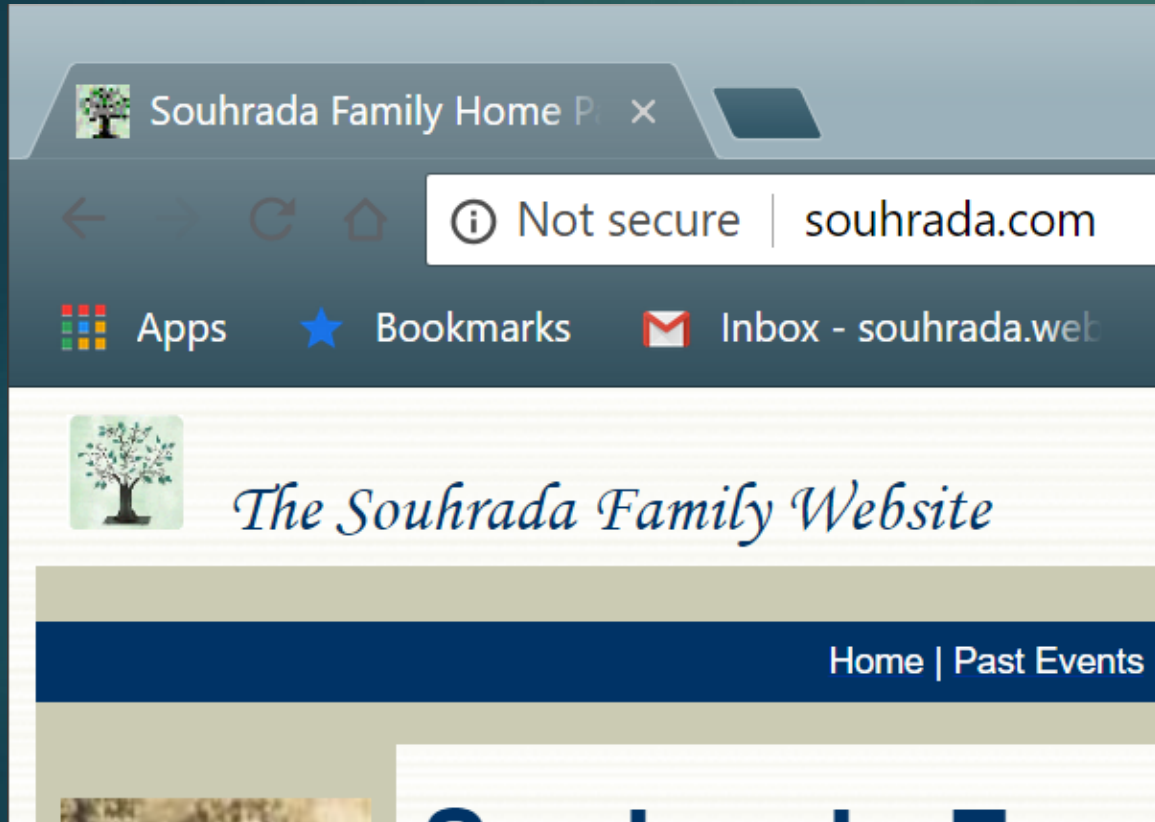 Souhrada Family Home
Not secure souhrada.com
Apps Bookmarks Inbox - souhrada.web
The Souhrada Family Website
Home | Past Events